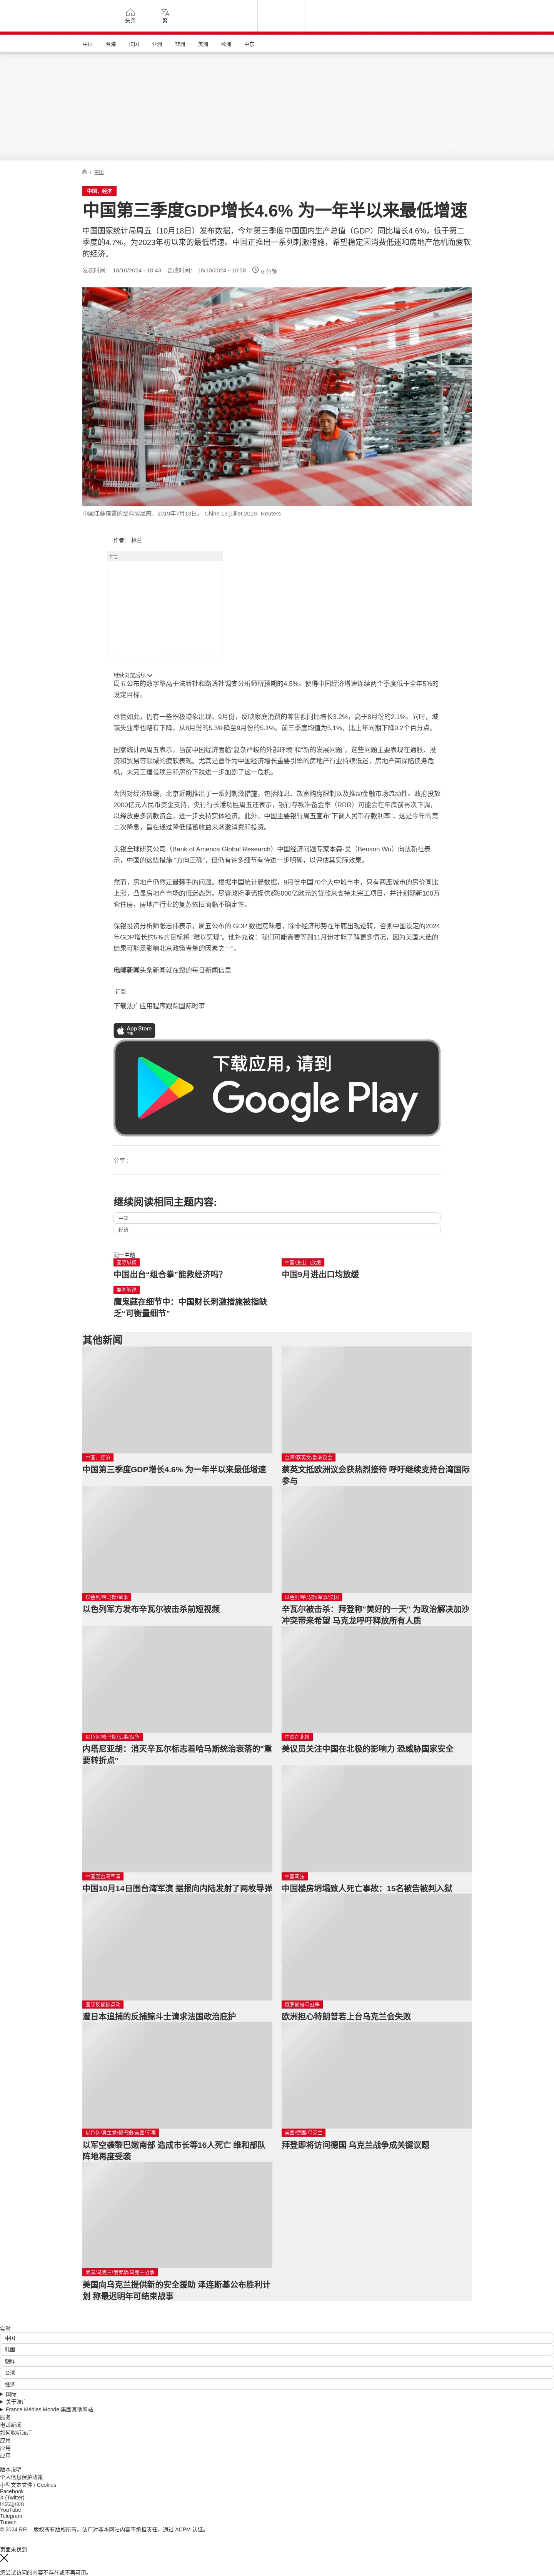 头条
繁
中国
台海
法国
亚洲
非洲
美洲
欧洲
中东
/ 中国
中国，经济
中国第三季度GDP增长4.6% 为一年半以来最低增速
中国国家统计局周五（10月18日）发布数据，今年第三季度中国国内生产总值（GDP）同比增长4.6%，低于第二
季度的4.7%，为2023年初以来的最低增速。中国正推出一系列刺激措施，希望稳定因消费低迷和房地产危机而疲软
的经济。
发表时间： 18/10/2024 - 10:43 更改时间： 18/10/2024 - 10:58 6 分钟
中國江蘇宿遷的塑料製品廠，2019年7月13日。 Chine 13 juillet 2019. Reuters
作者： 林兰
广告
继续浏览后续
周五公布的数字略高于法新社和路透社调查分析师所预期的4.5%。使得中国经济增速连续两个季度低于全年5%的
设定目标。
尽管如此，仍有一些积极迹象出现。9月份，反映家庭消费的零售额同比增长3.2%，高于8月份的2.1%。同时，城
镇失业率也略有下降，从8月份的5.3%降至9月份的5.1%。前三季度均值为5.1%，比上年同期下降0.2个百分点。
国家统计局周五表示，当前中国经济面临"复杂严峻的外部环境"和"新的发展问题"。这些问题主要表现在通胀、投
资和贸易等领域的疲软表现。尤其是曾作为中国经济增长重要引擎的房地产行业持续低迷，房地产商深陷债务危
机，未完工建设项目和房价下跌进一步加剧了这一危机。
为因对经济放缓，北京近期推出了一系列刺激措施，包括降息、放宽购房限制以及推动金融市场流动性。政府投放
2000亿元人民币资金支持，央行行长潘功胜周五还表示，银行存款准备金率（RRR）可能会在年底前再次下调，
以释放更多贷款资金，进一步支持实体经济。此外，中国主要银行周五宣布"下调人民币存款利率"，这是今年的第
二次降息，旨在通过降低储蓄收益来刺激消费和投资。
美银全球研究公司（Bank of America Global Research）中国经济问题专家本森-吴（Benson Wu）向法新社表
示，中国的这些措施 "方向正确"，但仍有许多细节有待进一步明确，以评估其实际效果。
然而，房地产仍然是最棘手的问题。根据中国统计局数据，9月份中国70个大中城市中，只有两座城市的房价同比
上涨，凸显房地产市场的低迷态势。尽管政府承诺提供超5000亿欧元的贷款来支持未完工项目，并计划翻新100万
套住房，房地产行业的复苏依旧面临不确定性。
保银投资分析师张志伟表示，周五公布的 GDP 数据意味着，除非经济形势在年底出现逆转，否则中国设定的2024
年GDP增长约5%的目标将 "难以实现"。他补充说：我们可能需要等到11月份才能了解更多情况，因为美国大选的
结果可能是影响北京政策考量的因素之一"。
电邮新闻头条新闻就在您的每日新闻信里
订阅
下载法广应用程序跟踪国际时事
App Store
下载
下载应用，请到
Google Play
分享 :
继续阅读相同主题内容:
中国
经济
同一主题
国际纵横
中国出台“组合拳”能救经济吗？
中国/进出口放缓
中国9月进出口均放缓
要闻解说
魔鬼藏在细节中：中国财长刺激措施被指缺
乏“可衡量细节”
其他新闻
中国，经济
中国第三季度GDP增长4.6% 为一年半以来最低增速
台湾/蔡英文/欧洲议会
蔡英文抵欧洲议会获热烈接待 呼吁继续支持台湾国际
参与
以色列/哈马斯/军事
以色列军方发布辛瓦尔被击杀前短视频
以色列/哈马斯/军事/法国
辛瓦尔被击杀：拜登称"美好的一天" 为政治解决加沙
冲突带来希望 马克龙呼吁释放所有人质
以色列/哈马斯/军事/战争
内塔尼亚胡：消灭辛瓦尔标志着哈马斯统治衰落的"重
要转折点"
中国在北极
美议员关注中国在北极的影响力 恐威胁国家安全
中国围台湾军演
中国10月14日围台湾军演 据报向内陆发射了两枚导弹
中国司法
中国楼房坍塌致人死亡事故：15名被告被判入狱
国际反捕鲸运动
遭日本追捕的反捕鲸斗士请求法国政治庇护
俄罗斯侵乌战争
欧洲担心特朗普若上台乌克兰会失败
以色列/真主党/黎巴嫩/美国/军事
以军空袭黎巴嫩南部 造成市长等16人死亡 维和部队
阵地再度受袭
美国/德国/乌克兰
拜登即将访问德国 乌克兰战争成关键议题
美国/乌克兰/俄罗斯/乌克兰战争
美国向乌克兰提供新的安全援助 泽连斯基公布胜利计
划 称最迟明年可结束战事
实时
中国
韩国
朝鲜
台湾
经济
国际
关于法广
France Médias Monde 集团其他网站
服务
电邮新闻
如何收听法广
应用
应用
应用
版本说明
个人信息保护政策
小型文本文件 / Cookies
Facebook
X (Twitter)
Instagram
YouTube
Telegram
TuneIn
© 2024 RFI – 版权所有版权所有。法广对非本网站内容不承担责任。通过 ACPM 认证。
页面未找到
您尝试访问的内容不存在或不再可用。